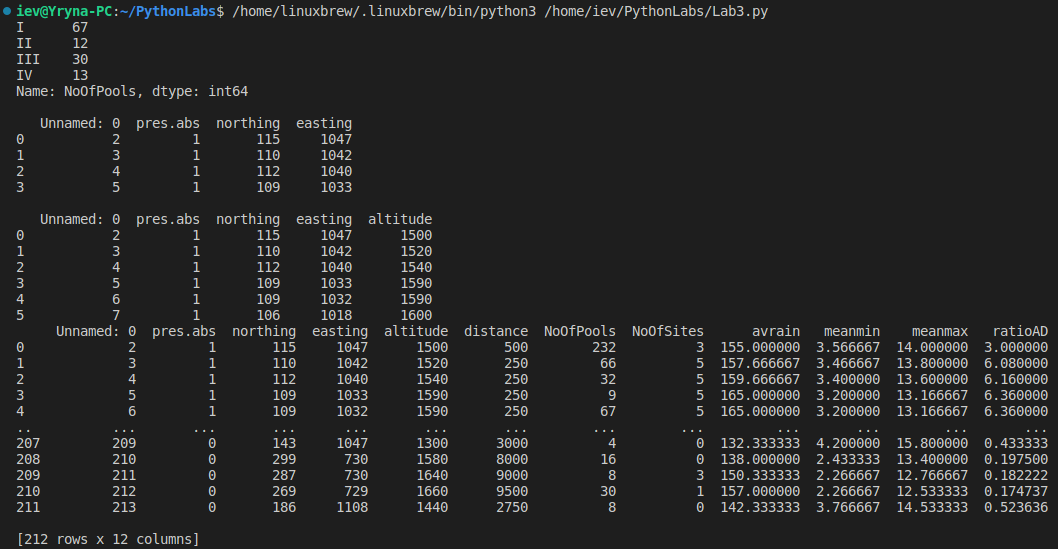 iev@Yryna-PC:~/PythonLabs$ /home/linuxbrew/.linuxbrew/bin/python3 /home/iev/PythonLabs/Lab3.py
I      67
II     12
III    30
IV     13
Name: NoOfPools, dtype: int64

   Unnamed: 0  pres.abs  northing  easting
0           2         1       115     1047
1           3         1       110     1042
2           4         1       112     1040
3           5         1       109     1033

   Unnamed: 0  pres.abs  northing  easting  altitude
0           2         1       115     1047      1500
1           3         1       110     1042      1520
2           4         1       112     1040      1540
3           5         1       109     1033      1590
4           6         1       109     1032      1590
5           7         1       106     1018      1600
     Unnamed: 0  pres.abs  northing  easting  altitude  distance  NoOfPools  NoOfSites      avrain   meanmin    meanmax   ratioAD
0             2         1       115     1047      1500       500        232          3  155.000000  3.566667  14.000000  3.000000
1             3         1       110     1042      1520       250         66          5  157.666667  3.466667  13.800000  6.080000
2             4         1       112     1040      1540       250         32          5  159.666667  3.400000  13.600000  6.160000
3             5         1       109     1033      1590       250          9          5  165.000000  3.200000  13.166667  6.360000
4             6         1       109     1032      1590       250         67          5  165.000000  3.200000  13.166667  6.360000
..          ...       ...       ...      ...       ...       ...        ...        ...         ...       ...        ...       ...
207         209         0       143     1047      1300      3000          4          0  132.333333  4.200000  15.800000  0.433333
208         210         0       299      730      1580      8000         16          0  138.000000  2.433333  13.400000  0.197500
209         211         0       287      730      1640      9000          8          3  150.333333  2.266667  12.766667  0.182222
210         212         0       269      729      1660      9500         30          1  157.000000  2.266667  12.533333  0.174737
211         213         0       186     1108      1440      2750          8          0  142.333333  3.766667  14.533333  0.523636

[212 rows x 12 columns]